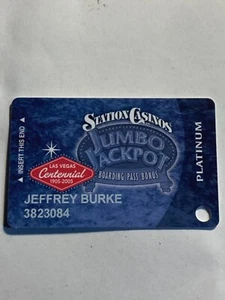 STATION CASINOS
JUMBO
JACKPOT
BOARDING PASS BONUS
LAS VEGAS
Centennial
1905-2005
JEFFREY BURKE
3823084
INSERT THIS END
PLATINUM